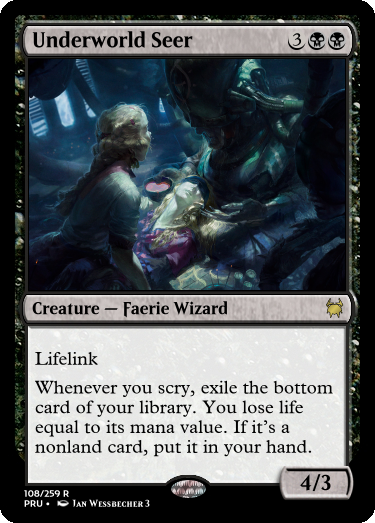 Underworld Seer 3
Creature — Faerie Wizard
Lifelink
Whenever you scry, exile the bottom
card of your library. You lose life
equal to its mana value. If it's a
nonland card, put it in your hand.
4/3
108/259 R
PRU • Jan Wessbecher 3